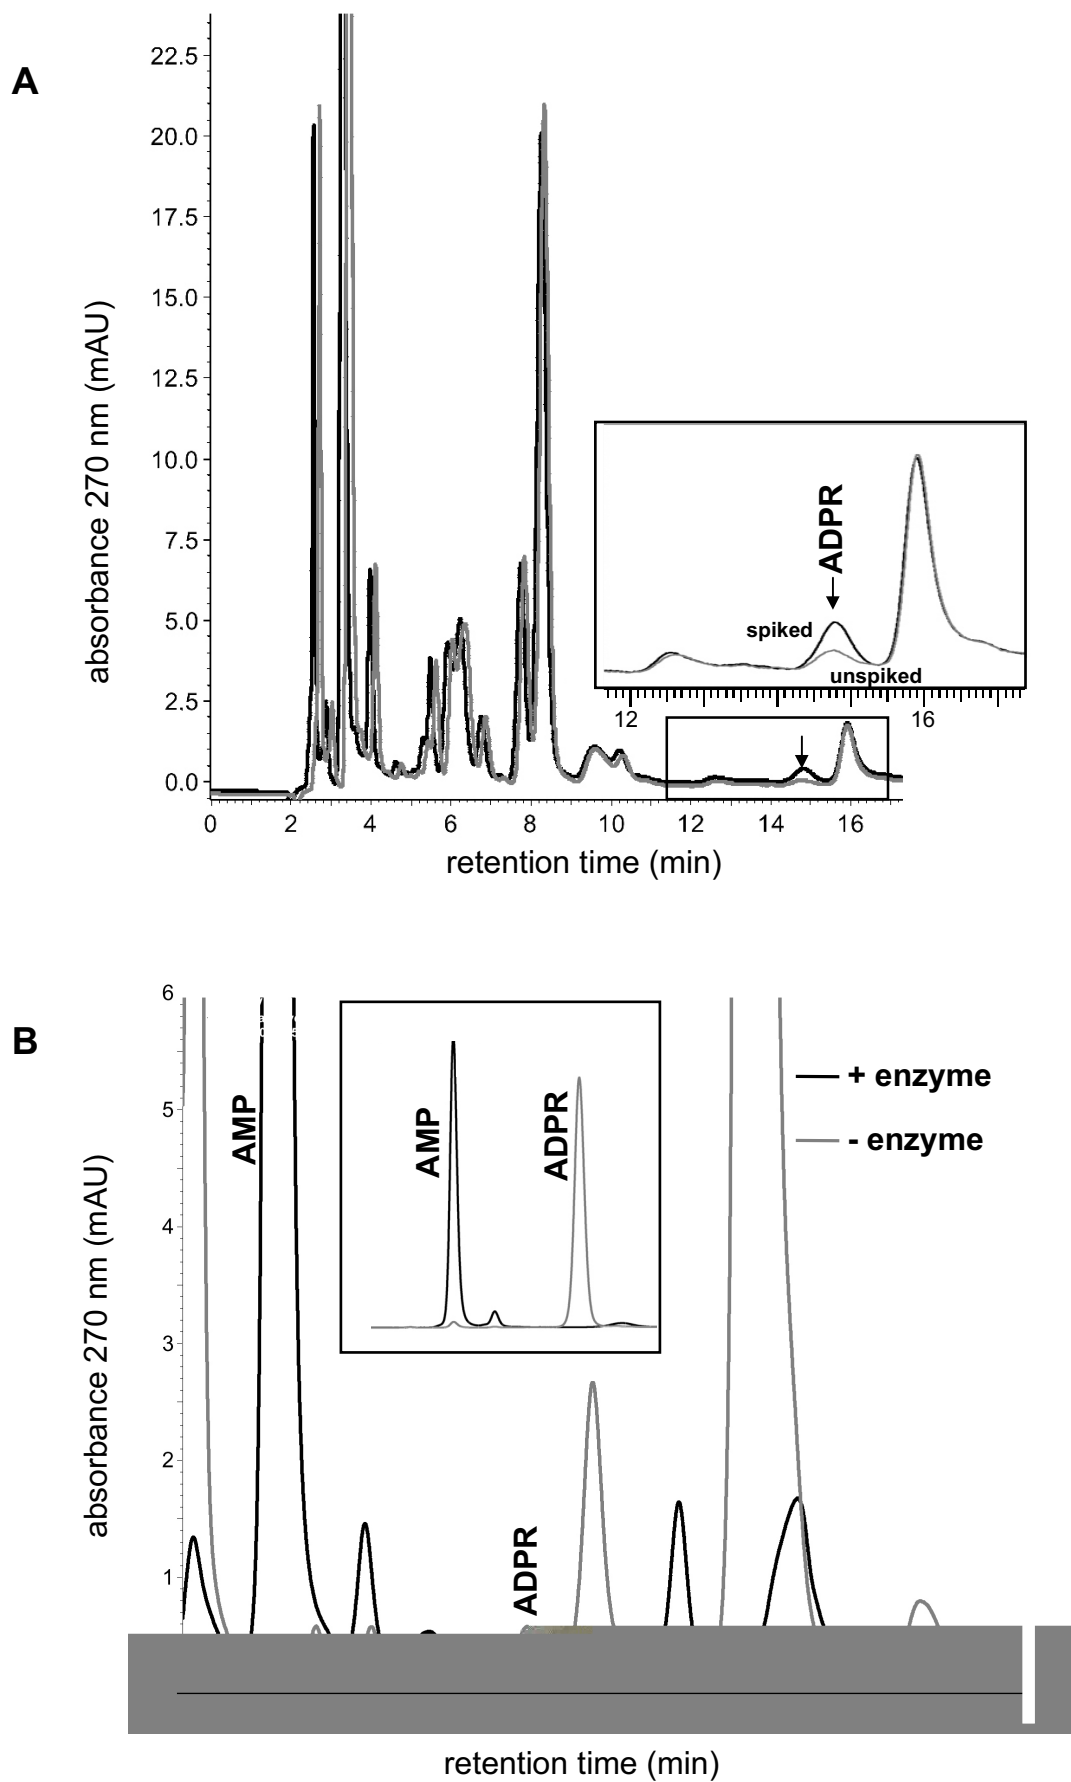 A
absorbance 270 nm (mAU)
22.5
20.0
17.5
15.0
12.5
10.0
7.5
5.0
2.5
0.0
ADPR
spiked
unspiked
12
16
0
2
4
6
8
10
12
14
16
retention time (min)
B
absorbance 270 nm (mAU)
6
5
4
3
2
1
AMP
AMP
ADPR
+ enzyme
- enzyme
ADPR
retention time (min)